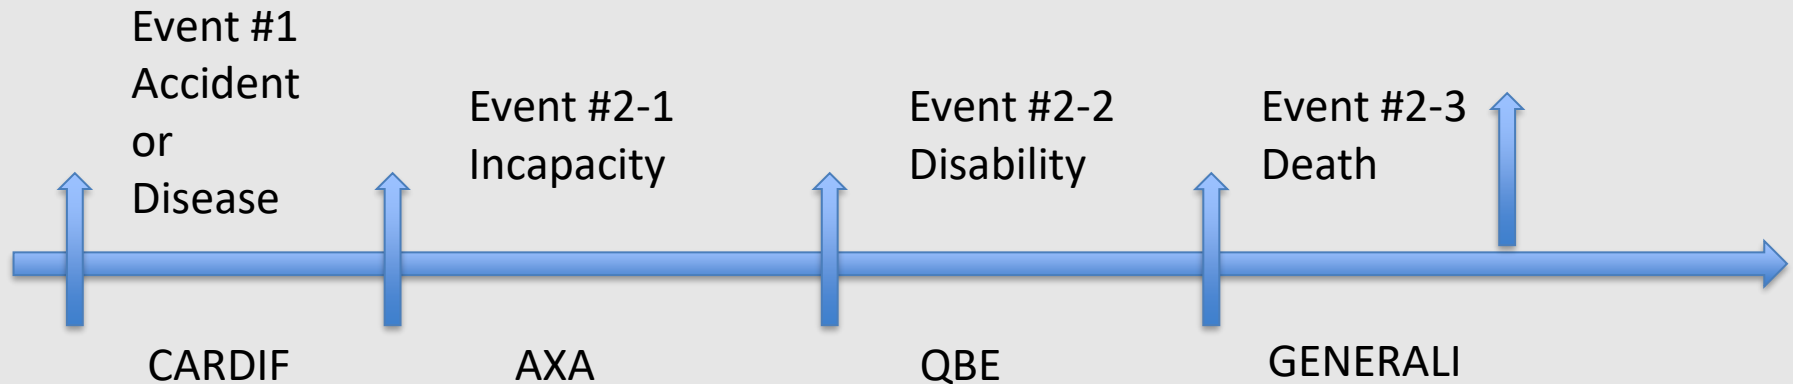 Event #1
Accident
or
Disease
Event #2-1
Incapacity
Event #2-2
Disability
Event #2-3
Death
CARDIF
AXA
QBE
GENERALI